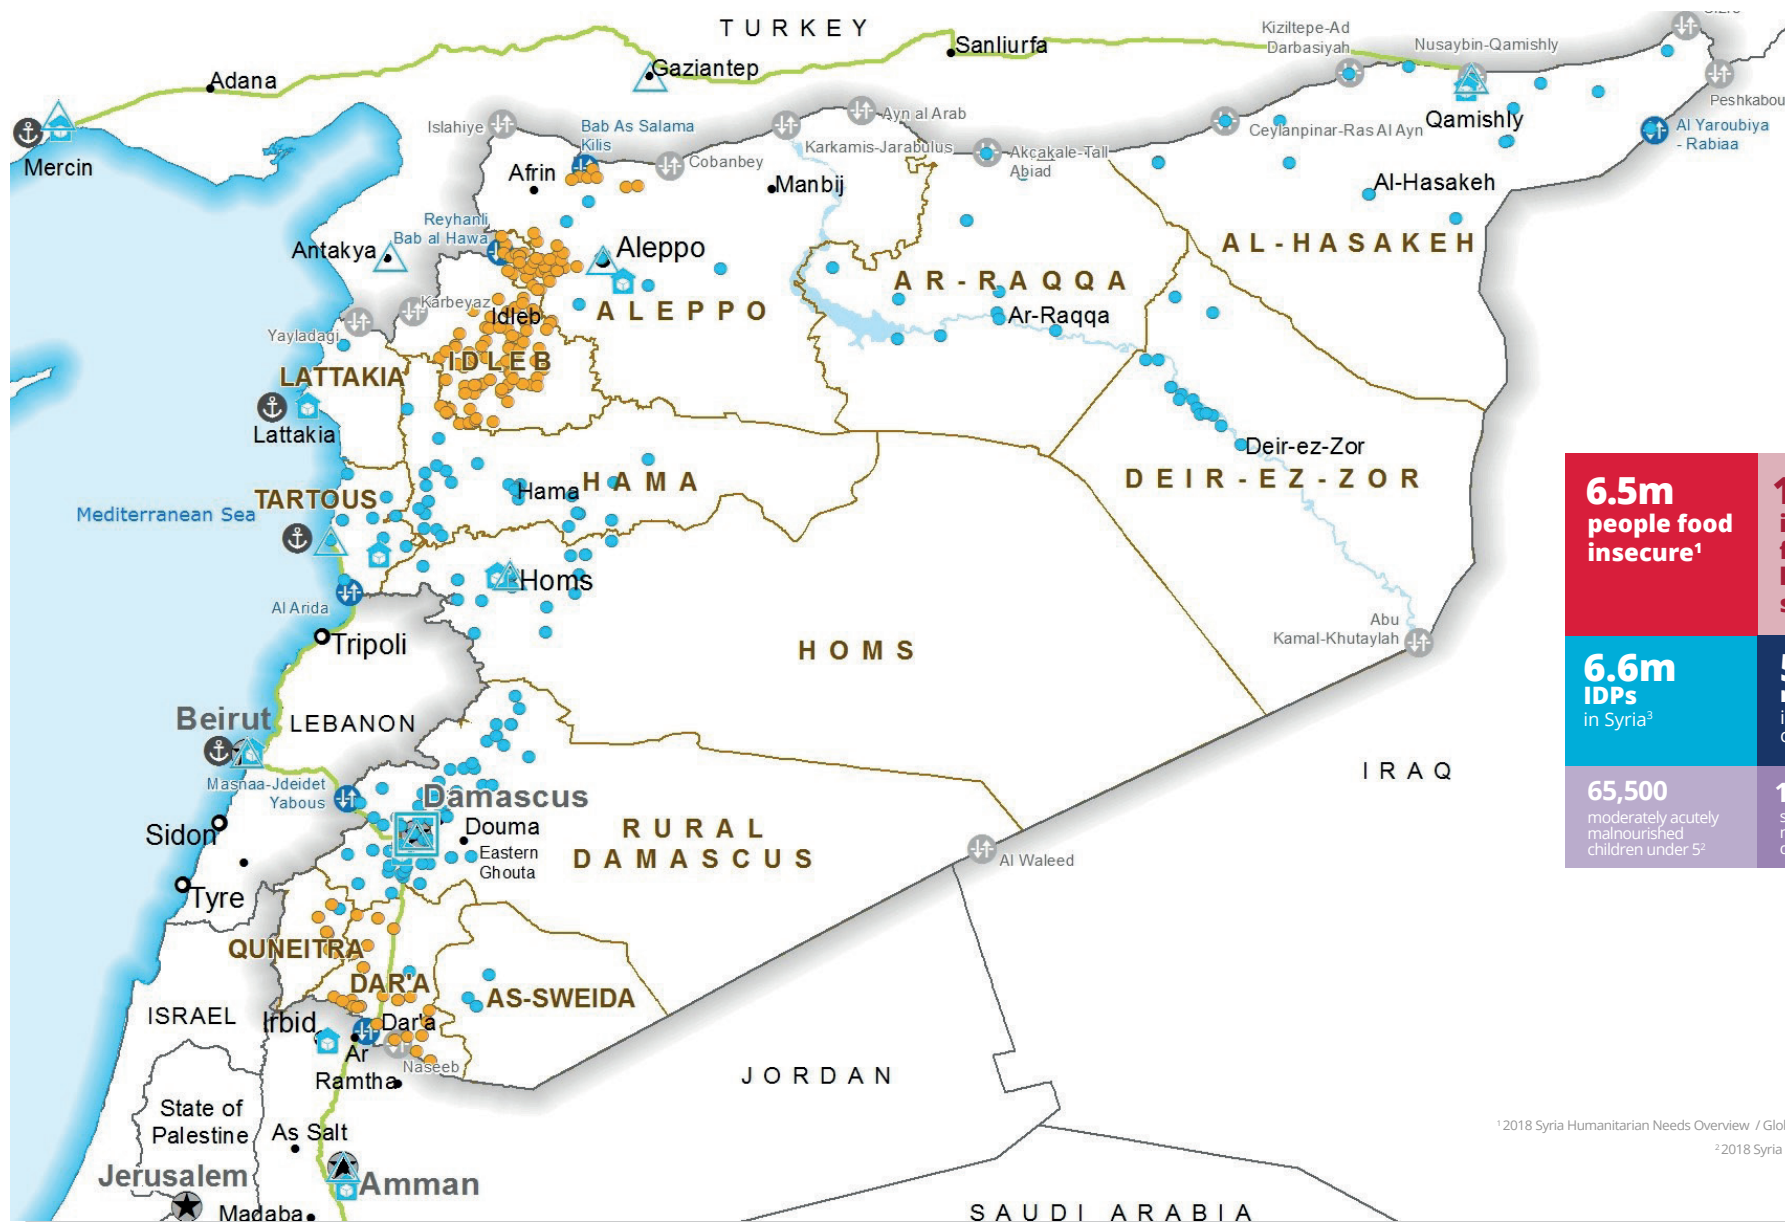 TURKEY
Sanliurfa
Kiziltepe-Ad
Darbasiyah
Nusaybin-Qamishly
Gaziantep
Adana
Peshkabou
Islahiye
Bab As Salama
Kilis
Ayn al Arab
Ceylanpinar-Ras Al Ayn
Qamishly
Al Yaroubiya
- Rabiaa
Mercin
Karkamis-Jarabulus
Cobanbey
Akcakale-Tall
Abiad
Afrin
Manbij
Al-Hasakeh
Reyhanli
Bab al Hawa
Antakya
Aleppo
AL-HASAKEH
AR-RAQQA
Karbeyaz
Idleb
ALEPPO
Ar-Raqqa
Yayladagi
IDLEB
LATTAKIA
Lattakia
Deir-ez-Zor
DEIR-EZ-ZOR
Hama
HAMA
TARTOUS
Mediterranean Sea
6.5m
people food
insecure¹
Homs
Al Arida
Tripoli
Abu
Kamal-Khutaylah
HOMS
6.6m
IDPs
in Syria³
Beirut
LEBANON
IRAQ
Masnaa-Jdeidet
Yabous
Damascus
65,500
moderately acutely
malnourished
children under 5²
Sidon
Douma
Eastern
Ghouta
RURAL
DAMASCUS
Al Waleed
Tyre
QUNEITRA
DAR'A
AS-SWEIDA
ISRAEL
Irbid
Dar'a
Ar
Ramtha
Naseeb
JORDAN
State of
Palestine
As Salt
¹ 2018 Syria Humanitarian Needs Overview / Glo
² 2018 Syria
Jerusalem
Amman
Madaba
SAUDI ARABIA